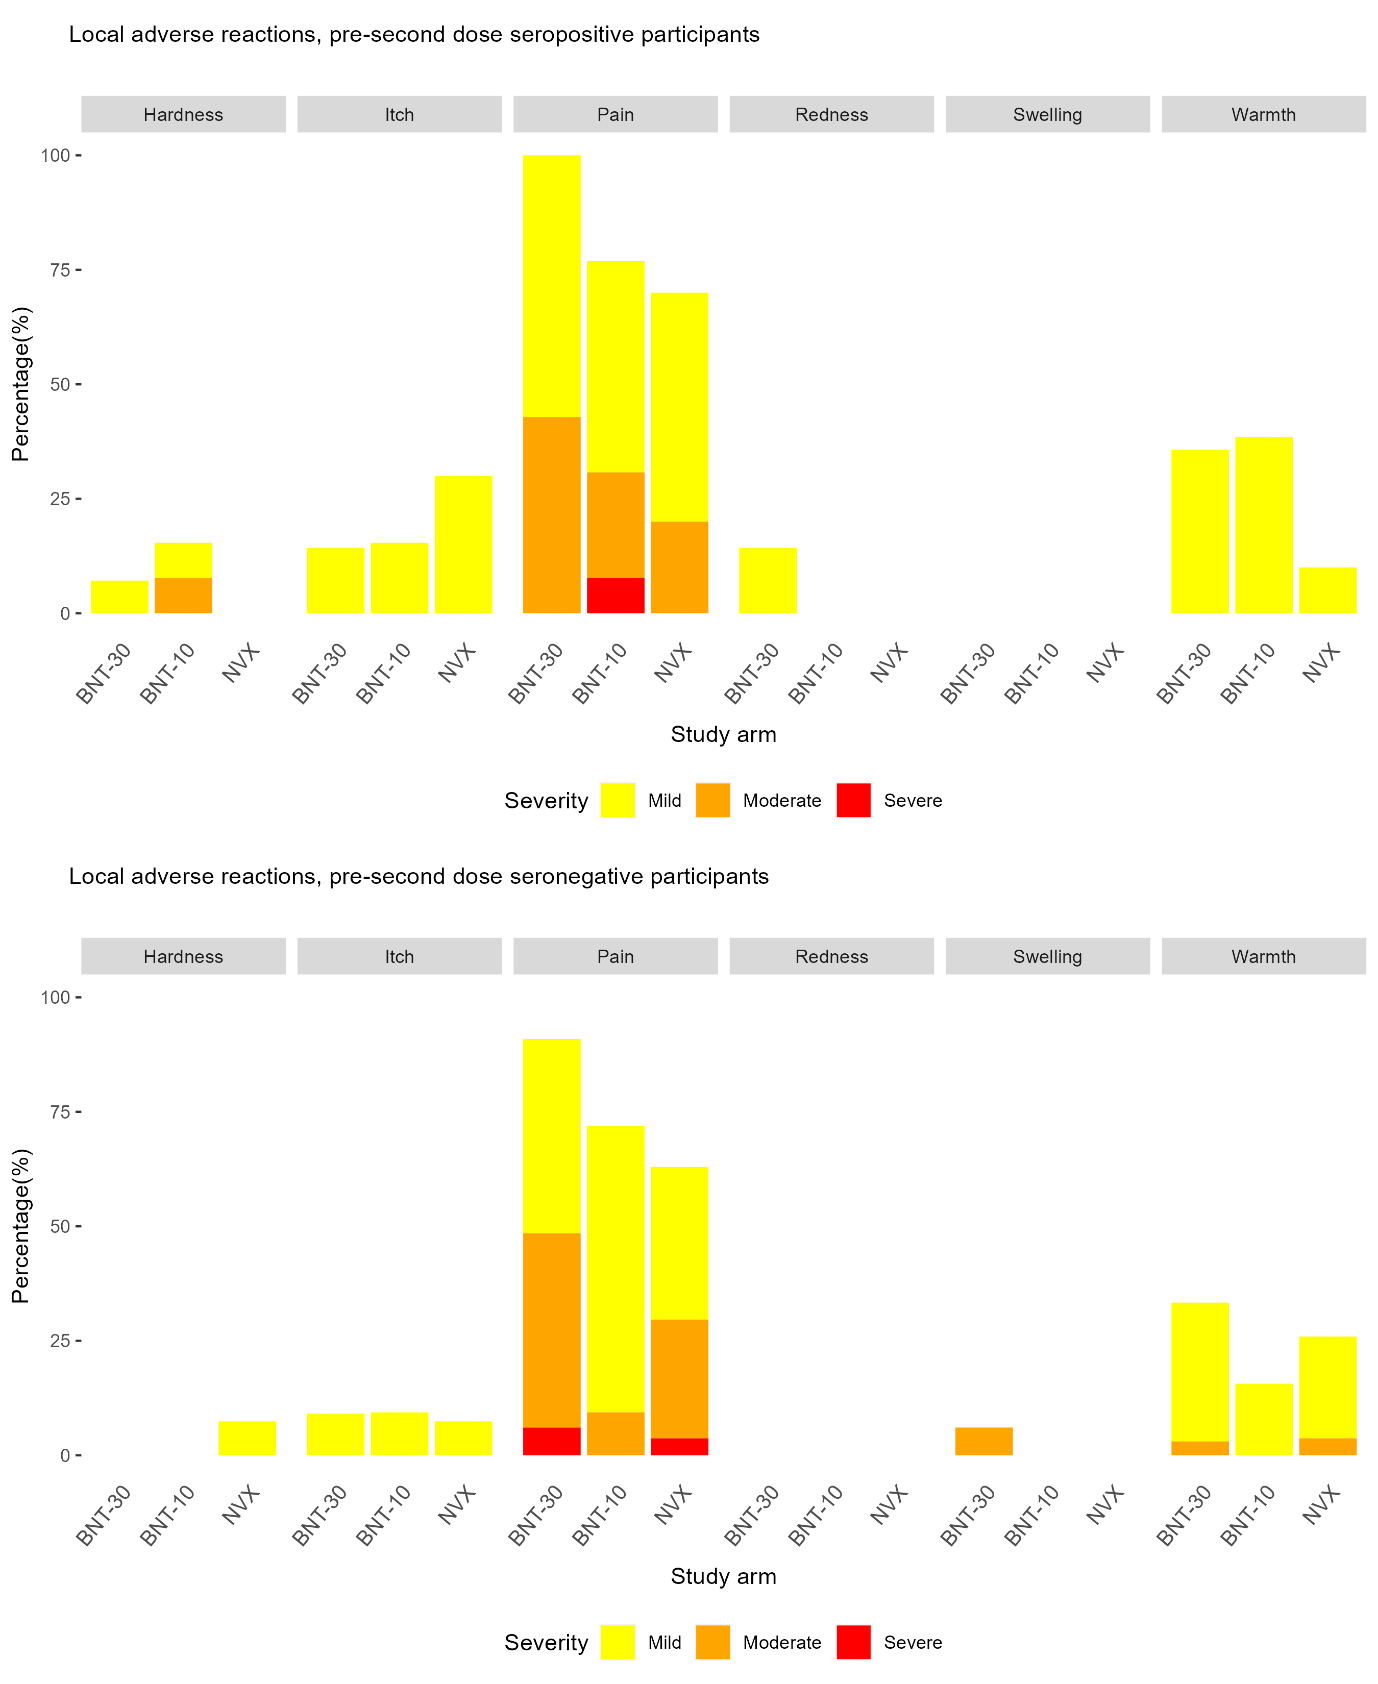 Local adverse reactions, pre-second dose seropositive participants
Hardness Itch Pain Redness Swelling Warmth
100
75
50
25
0
Percentage(%)
BNT-30 BNT-10 NVX BNT-30 BNT-10 NVX BNT-30 BNT-10 NVX BNT-30 BNT-10 NVX BNT-30 BNT-10 NVX BNT-30 BNT-10 NVX
Study arm
Severity Mild Moderate Severe
Local adverse reactions, pre-second dose seronegative participants
Hardness Itch Pain Redness Swelling Warmth
100
75
50
25
0
Percentage(%)
BNT-30 BNT-10 NVX BNT-30 BNT-10 NVX BNT-30 BNT-10 NVX BNT-30 BNT-10 NVX BNT-30 BNT-10 NVX BNT-30 BNT-10 NVX
Study arm
Severity Mild Moderate Severe